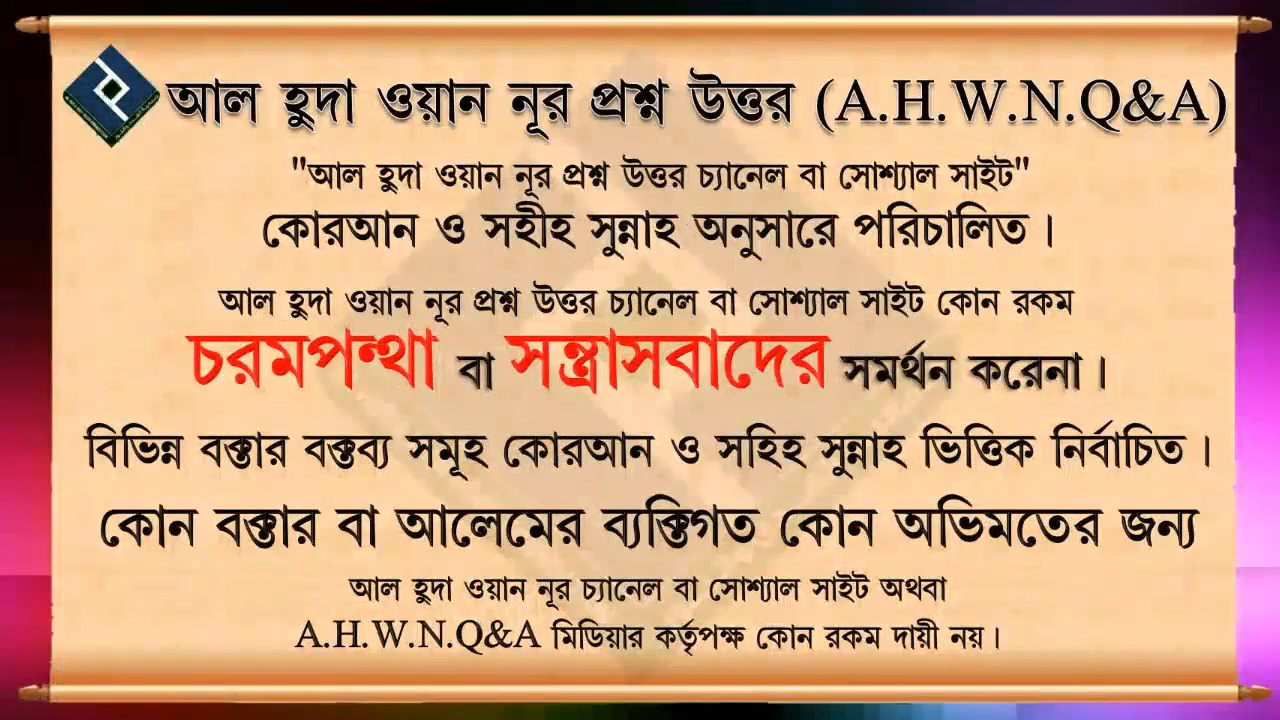 আল হুদা ওয়ান নূর প্রশ্ন উত্তর (A.H.W.N.Q&A)
"আল হুদা ওয়ান নূর প্রশ্ন উত্তর চ্যানেল বা সোশ্যাল সাইট"
কোরআন ও সহীহ সুন্নাহ অনুসারে পরিচালিত।
আল হুদা ওয়ান নূর প্রশ্ন উত্তর চ্যানেল বা সোশ্যাল সাইট কোন রকম
চরমপন্থা বা সন্ত্রাসবাদের সমর্থন করেনা।
বিভিন্ন বক্তার বক্তব্য সমূহ কোরআন ও সহিহ সুন্নাহ ভিত্তিক নির্বাচিত।
কোন বক্তার বা আলেমের ব্যক্তিগত কোন অভিমতের জন্য
আল হুদা ওয়ান নূর চ্যানেল বা সোশ্যাল সাইট অথবা
A.H.W.N.Q&A মিডিয়ার কর্তৃপক্ষ কোন রকম দায়ী নয়।